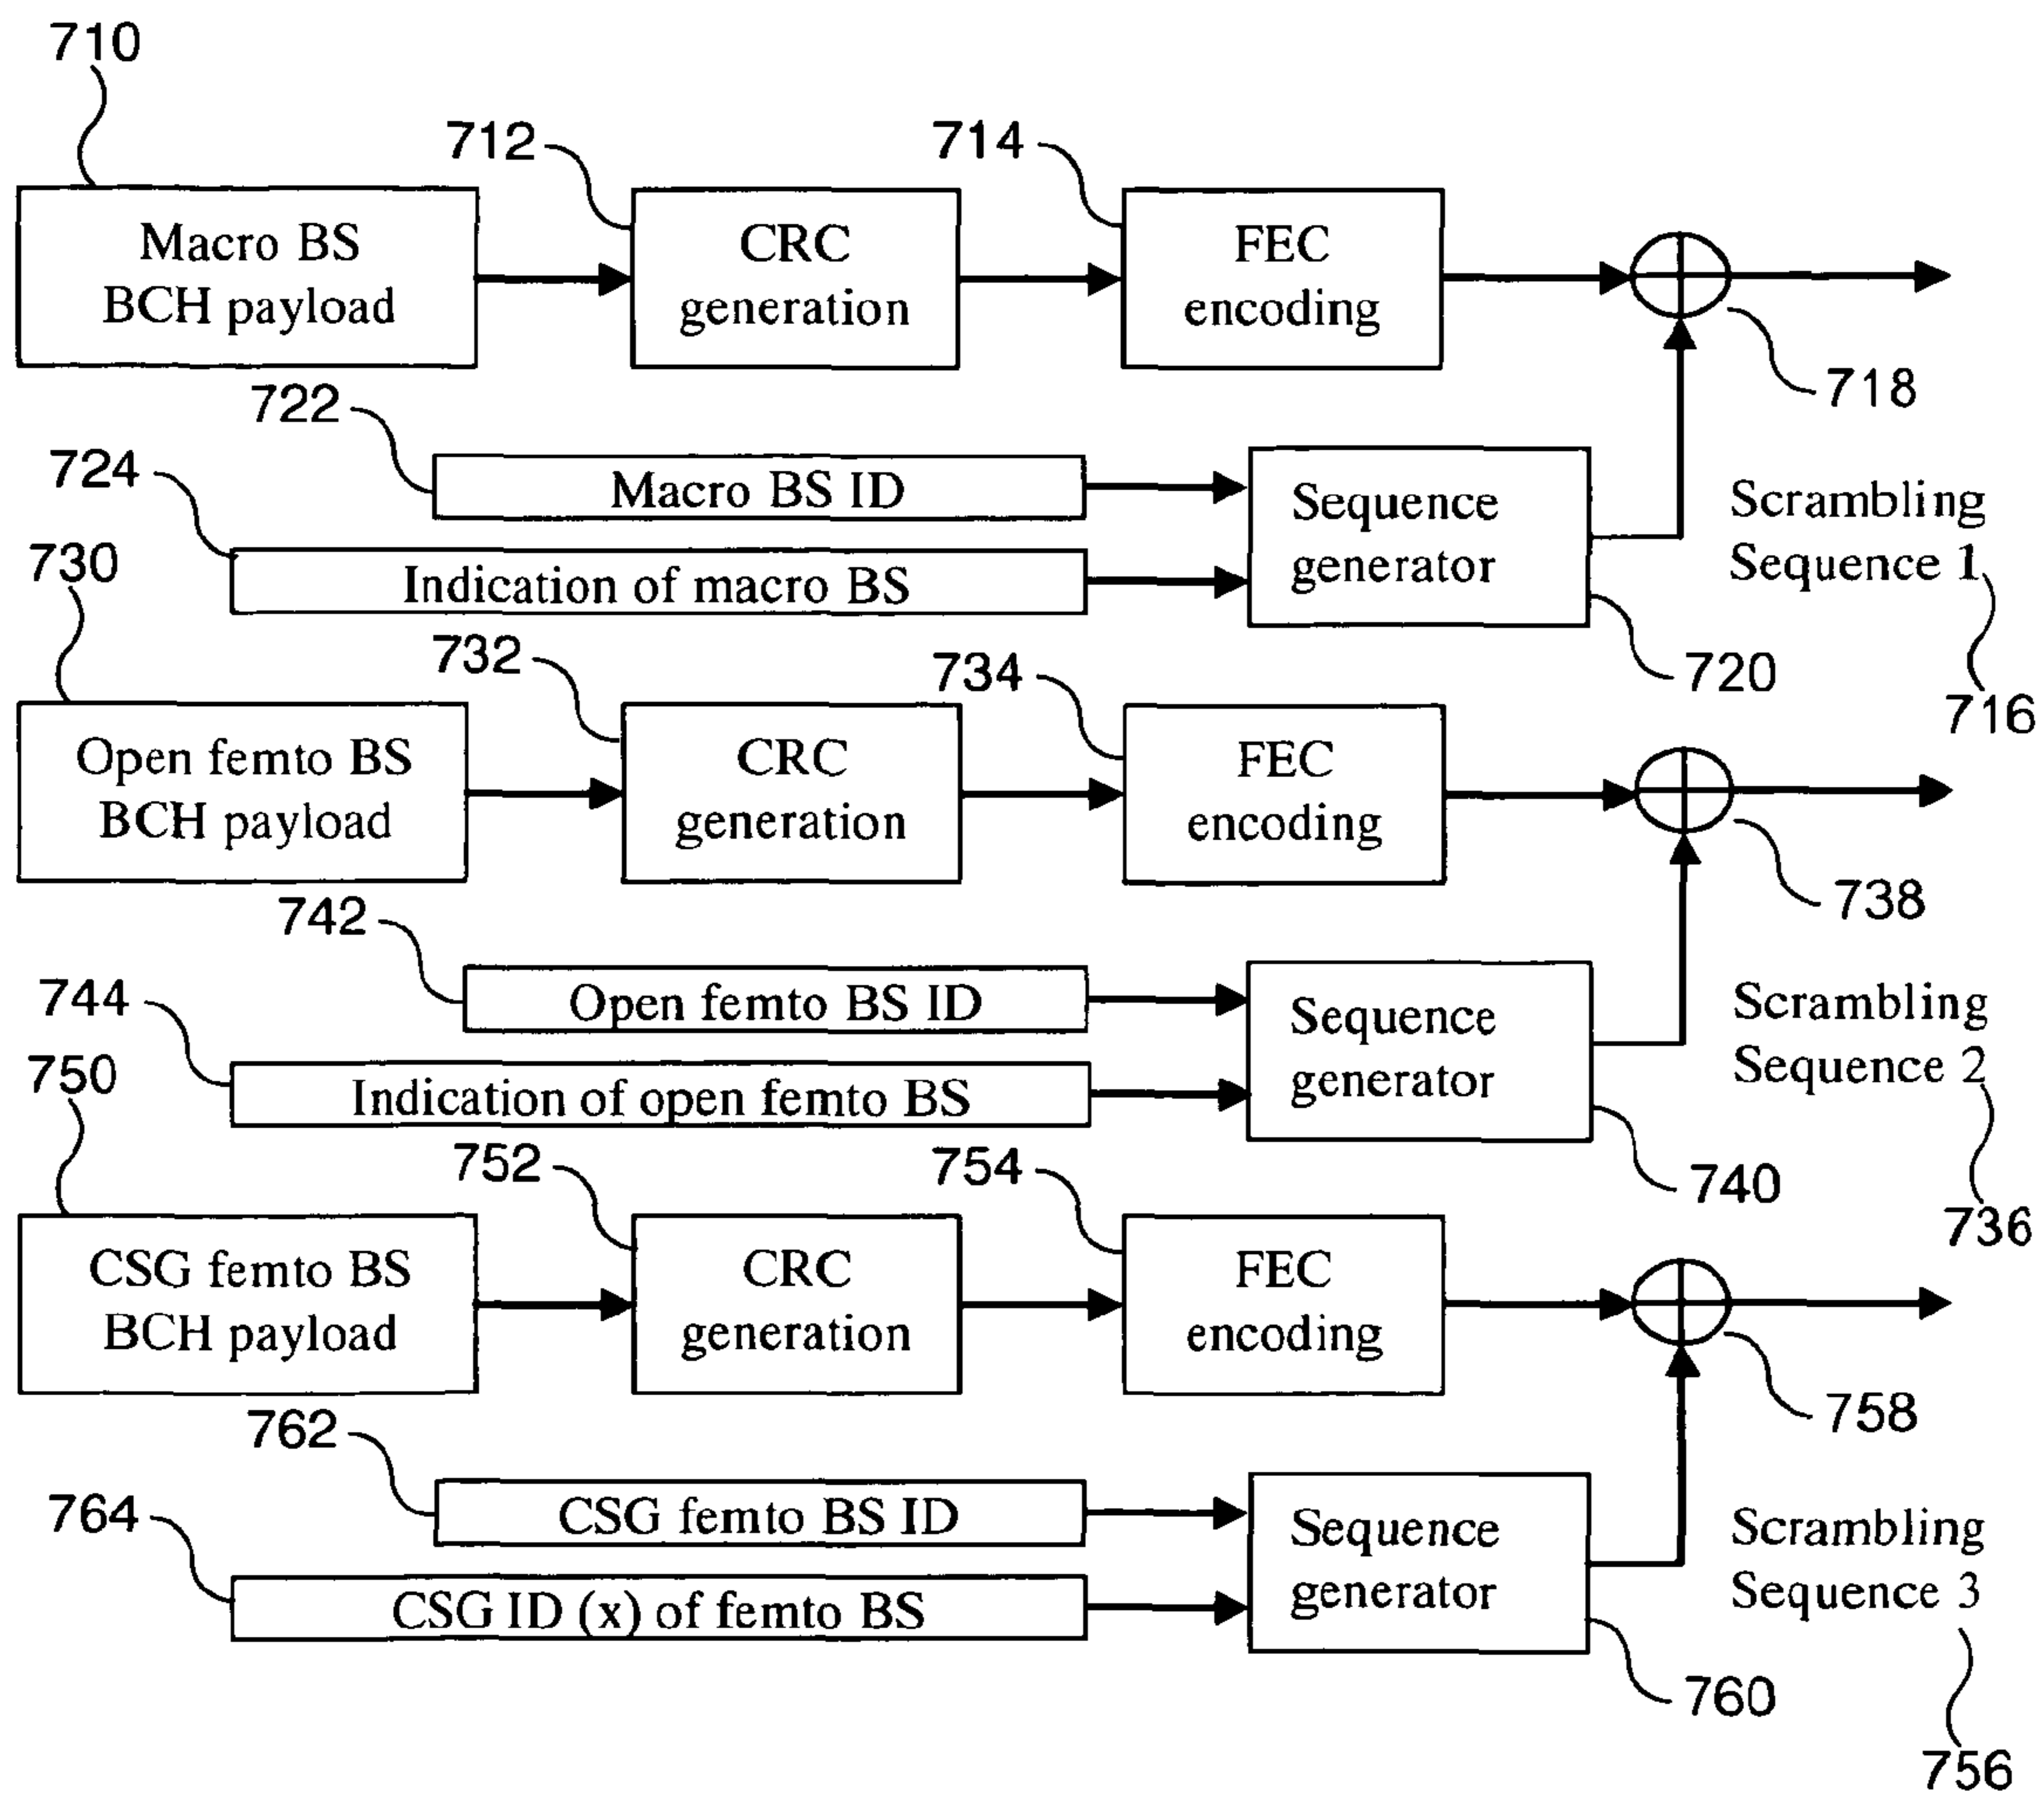 710
712
714
Macro BS
BCH payload
CRC
generation
FEC
encoding
718
722
724
Macro BS ID
Indication of macro BS
Sequence
generator
Scrambling
Sequence 1
720
716
730
732
734
Open femto BS
BCH payload
CRC
generation
FEC
encoding
738
742
744
Open femto BS ID
Indication of open femto BS
Sequence
generator
Scrambling
Sequence 2
740
736
750
752
754
CSG femto BS
BCH payload
CRC
generation
FEC
encoding
758
762
764
CSG femto BS ID
CSG ID (x) of femto BS
Sequence
generator
Scrambling
Sequence 3
760
756